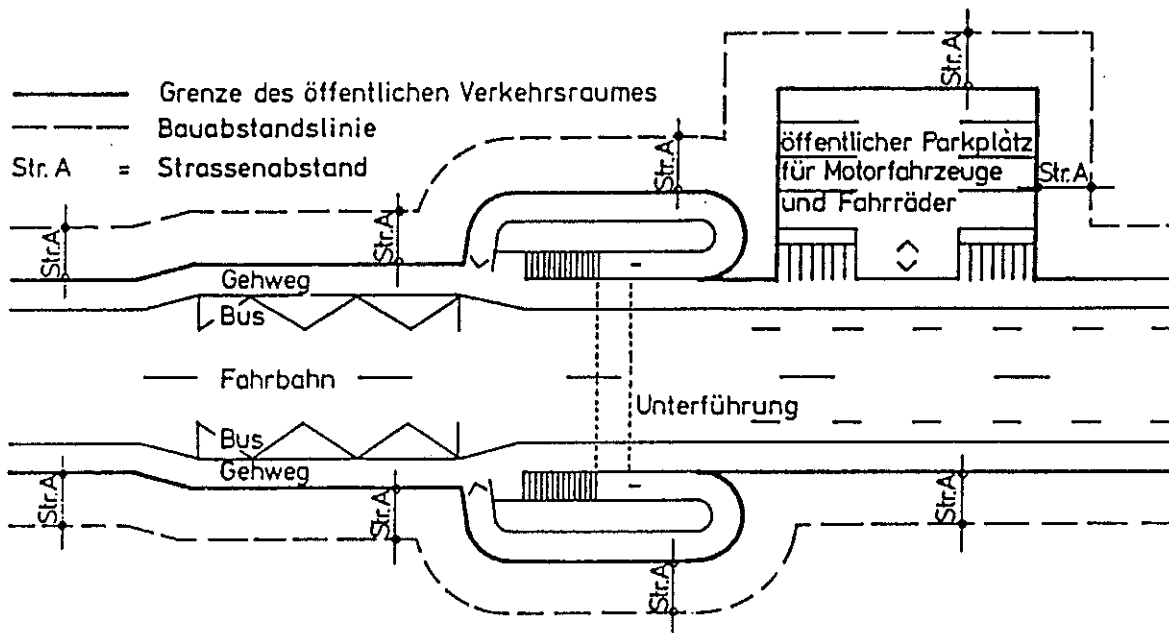 Str.A
Grenze des öffentlichen Verkehrsraumes
Bauabstandslinie
Str. A = Strassenabstand
Str.A
öffentlicher Parkplatz
für Motorfahrzeuge
und Fahrräder
Str.A
Str.A
Str.A
Gehweg
Bus
Fahrbahn
Unterführung
Bus
Gehweg
Str.A
Str.A
Str.A
Str.A